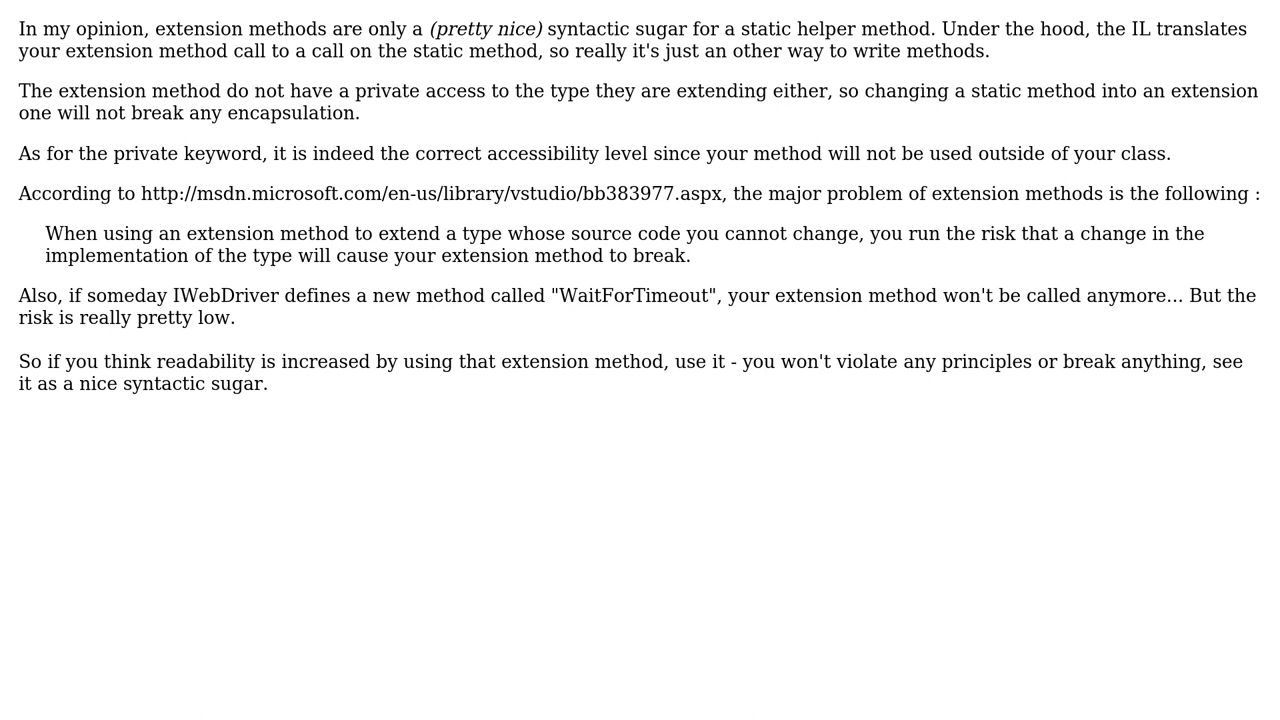 In my opinion, extension methods are only a (pretty nice) syntactic sugar for a static helper method. Under the hood, the IL translates
your extension method call to a call on the static method, so really it's just an other way to write methods.
The extension method do not have a private access to the type they are extending either, so changing a static method into an extension
one will not break any encapsulation.
As for the private keyword, it is indeed the correct accessibility level since your method will not be used outside of your class.
According to http://msdn.microsoft.com/en-us/library/vstudio/bb383977.aspx, the major problem of extension methods is the following :
When using an extension method to extend a type whose source code you cannot change, you run the risk that a change in the
implementation of the type will cause your extension method to break.
Also, if someday IWebDriver defines a new method called "WaitForTimeout", your extension method won't be called anymore... But the
risk is really pretty low.
So if you think readability is increased by using that extension method, use it - you won't violate any principles or break anything, see
it as a nice syntactic sugar.